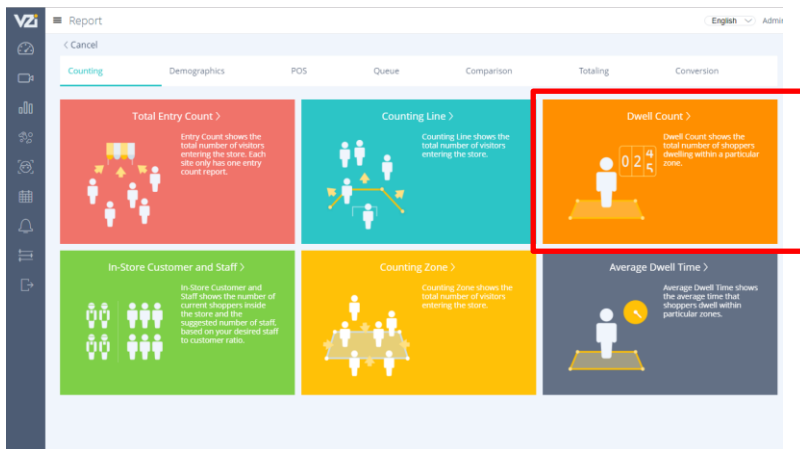 VZi
Report
English
Admi
< Cancel
Counting
Demographics
POS
Queue
Comparison
Totaling
Conversion
Total Entry Count >
Entry Count shows the
total number of visitors
entering the store. Each
site only has one entry
count report.
Counting Line >
Counting Line shows the
total number of visitors
entering the store.
Dwell Count >
0 2 4
5
Dwell Count shows the
total number of shoppers
dwelling within a particular
zone.
In-Store Customer and Staff >
In-Store Customer and
Staff shows the number of
current shoppers inside
the store and the
suggested number of staff,
based on your desired staff
to customer ratio.
Counting Zone >
Counting Zone shows the
total number of visitors
entering the store.
Average Dwell Time >
Average Dwell Time shows
the average time that
shoppers dwell within
particular zones.